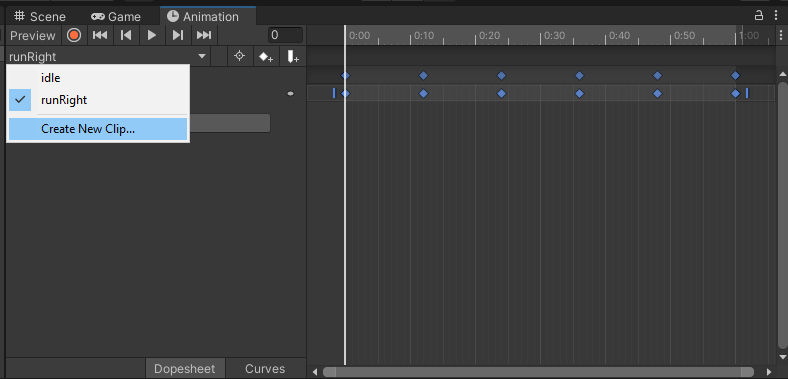 Scene Game Animation
Preview 0 0:00 0:10 0:20 0:30 0:40 0:50 1:00
runRight
idle
runRight
Create New Clip...
Dopesheet Curves